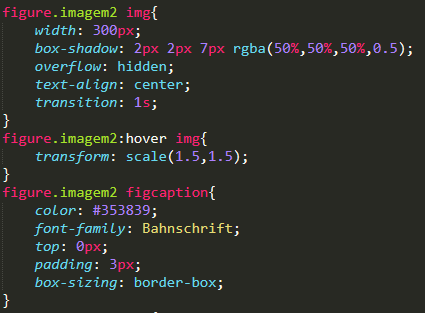 figure.imagem2 img{
width: 300px;
box-shadow: 2px 2px 7px rgba(50%,50%,50%,0.5);
overflow: hidden;
text-align: center;
transition: 1s;
}
figure.imagem2:hover img{
transform: scale(1.5,1.5);
}
figure.imagem2 figcaption{
color: #353839;
font-family: Bahnschrift;
top: 0px;
padding: 3px;
box-sizing: border-box;
}